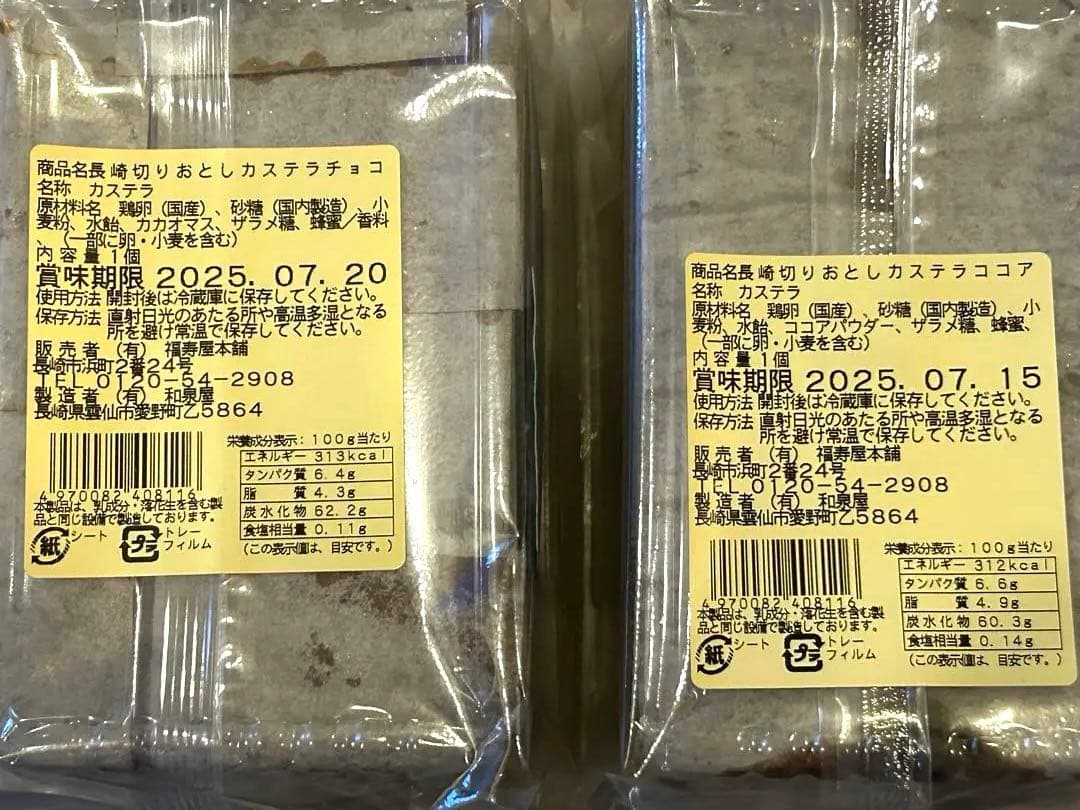 商品名長崎切りおとしカステラチョコ
名称　カステラ
原材料名　鶏卵（国産）、砂糖（国内製造）、小
麦粉、水飴、カカオマス、ザラメ糖、蜂蜜／香料
、（一部に卵・小麦を含む）
内容量１個
賞味期限 2025. 07. 20
使用方法 開封後は冷蔵庫に保存してください。
保存方法 直射日光のあたる所や高温多湿となる
所を避け常温で保存してください。
販売者（有）福寿屋本舗
長崎市浜町２番２４号
ＴＥＬ ０１２０－５４－２９０８
製造者（有）和泉屋
長崎県雲仙市愛野町乙５８６４
4 970082 408116
本製品は、乳成分・落花生を含む製
品と同じ設備で製造しております。
紙 シート
プラ トレー
フィルム
栄養成分表示：１００ｇ当たり
エネルギー 313kcal
タンパク質 6.4g
脂　　質 4.3g
炭水化物 62.2g
食塩相当量 0.11g
（この表示値は、目安です。）
商品名長崎切りおとしカステラココア
名称　カステラ
原材料名　鶏卵（国産）、砂糖（国内製造）、小
麦粉、水飴、ココアパウダー、ザラメ糖、蜂蜜、
（一部に卵・小麦を含む）
内容量１個
賞味期限 2025. 07. 15
使用方法 開封後は冷蔵庫に保存してください。
保存方法 直射日光のあたる所や高温多湿となる
所を避け常温で保存してください。
販売者（有）福寿屋本舗
長崎市浜町２番２４号
ＴＥＬ ０１２０－５４－２９０８
製造者（有）和泉屋
長崎県雲仙市愛野町乙５８６４
4 970082 408116
本製品は、乳成分・落花生を含む製
品と同じ設備で製造しております。
紙 シート
プラ トレー
フィルム
栄養成分表示：１００ｇ当たり
エネルギー 312kcal
タンパク質 6.6g
脂　　質 4.9g
炭水化物 60.3g
食塩相当量 0.14g
（この表示値は、目安です。）